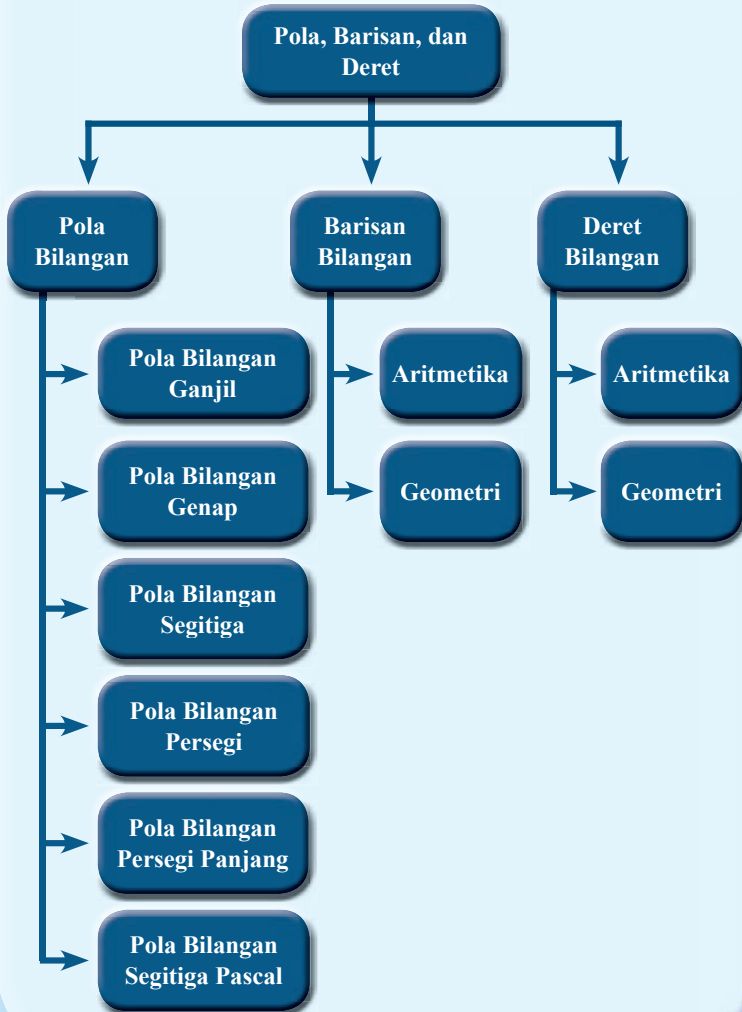 Pola, Barisan, dan
Deret
Pola
Bilangan
Barisan
Bilangan
Deret
Bilangan
Pola Bilangan
Ganjil
Pola Bilangan
Genap
Pola Bilangan
Segitiga
Pola Bilangan
Persegi
Pola Bilangan
Persegi Panjang
Pola Bilangan
Segitiga Pascal
Aritmetika
Geometri
Aritmetika
Geometri